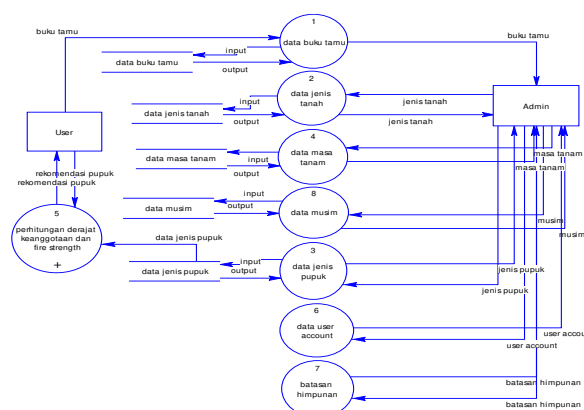 1
data buku tamu
buku tamu
buku tamu
input
data buku tamu
output
2
data jenis
tanah
input
data jenis tanah
output
jenis tanah
jenis tanah
Admin
User
4
data masa
tanam
data masa tanam
input
output
masa tanam
masa tanam
rekomendasi pupuk
rekomendasi pupuk
8
data musim
input
data musim
output
musim
musim
5
perhitungan derajat
keanggotaan dan
fire strength
+
data jenis pupuk
3
data jenis
pupuk
input
data jenis pupuk
output
jenis pupuk
jenis pupuk
6
data user
account
user account
user account
7
batasan
himpunan
batasan himpunan
batasan himpunan